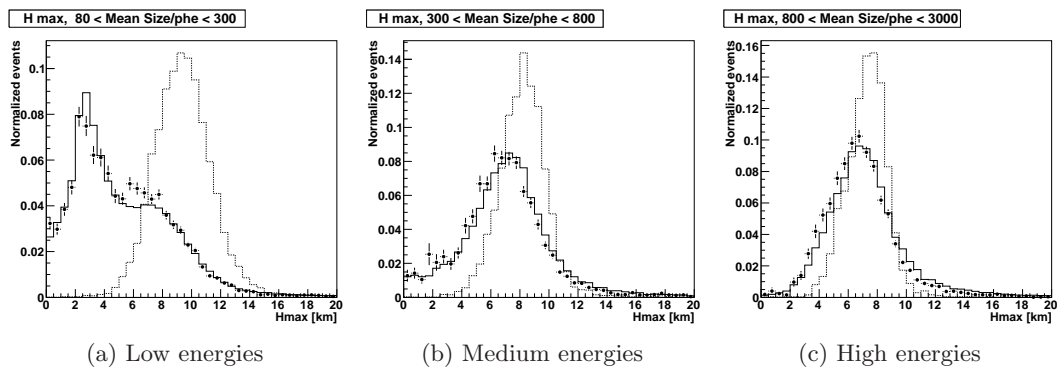 H max, 80 < Mean Size/phe < 300
Normalized events
0.1
0.08
0.06
0.04
0.02
0
0 2 4 6 8 10 12 14 16 18 20
Hmax [km]
(a) Low energies
H max, 300 < Mean Size/phe < 800
Normalized events
0.14
0.12
0.1
0.08
0.06
0.04
0.02
0
0 2 4 6 8 10 12 14 16 18 20
Hmax [km]
(b) Medium energies
H max, 800 < Mean Size/phe < 3000
Normalized events
0.16
0.14
0.12
0.1
0.08
0.06
0.04
0.02
0
0 2 4 6 8 10 12 14 16 18 20
Hmax [km]
(c) High energies